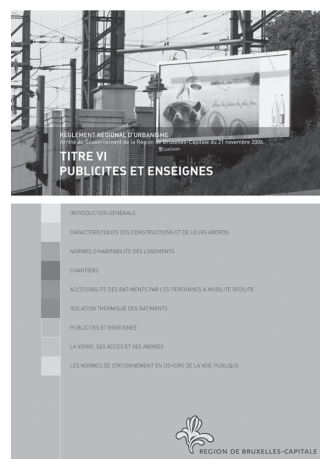 RÈGLEMENT RÉGIONAL D'URBANISME
Arrêté du Gouvernement de la Région de Bruxelles-Capitale du 21 novembre 2006.
TITRE VI
PUBLICITES ET ENSEIGNES
INTRODUCTION GÉNÉRALE
CARACTERISTIQUES DES CONSTRUCTIONS ET DE LEURS ABORDS
NORMES D'HABITABILITE DES LOGEMENTS
CHANTIERS
ACCESSIBILITE DES BATIMENTS PAR LES PERSONNES A MOBILITE REDUITE
ISOLATION THERMIQUE DES BATIMENTS
PUBLICITES ET ENSEIGNES
LA VOIRIE, SES ACCES ET SES ABORDS
LES NORMES DE STATIONNEMENT EN DEHORS DE LA VOIE PUBLIQUE
REGION DE BRUXELLES-CAPITALE